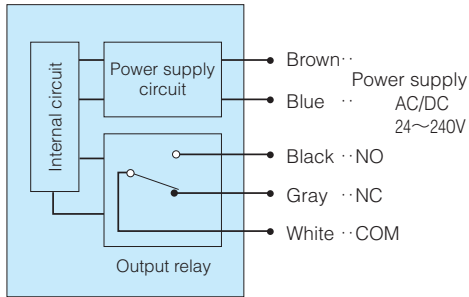 Internal circuit
Power supply
circuit
Brown··
Blue ··
Power supply
AC/DC
24～240V
Black ··NO
Gray ··NC
White ··COM
Output relay